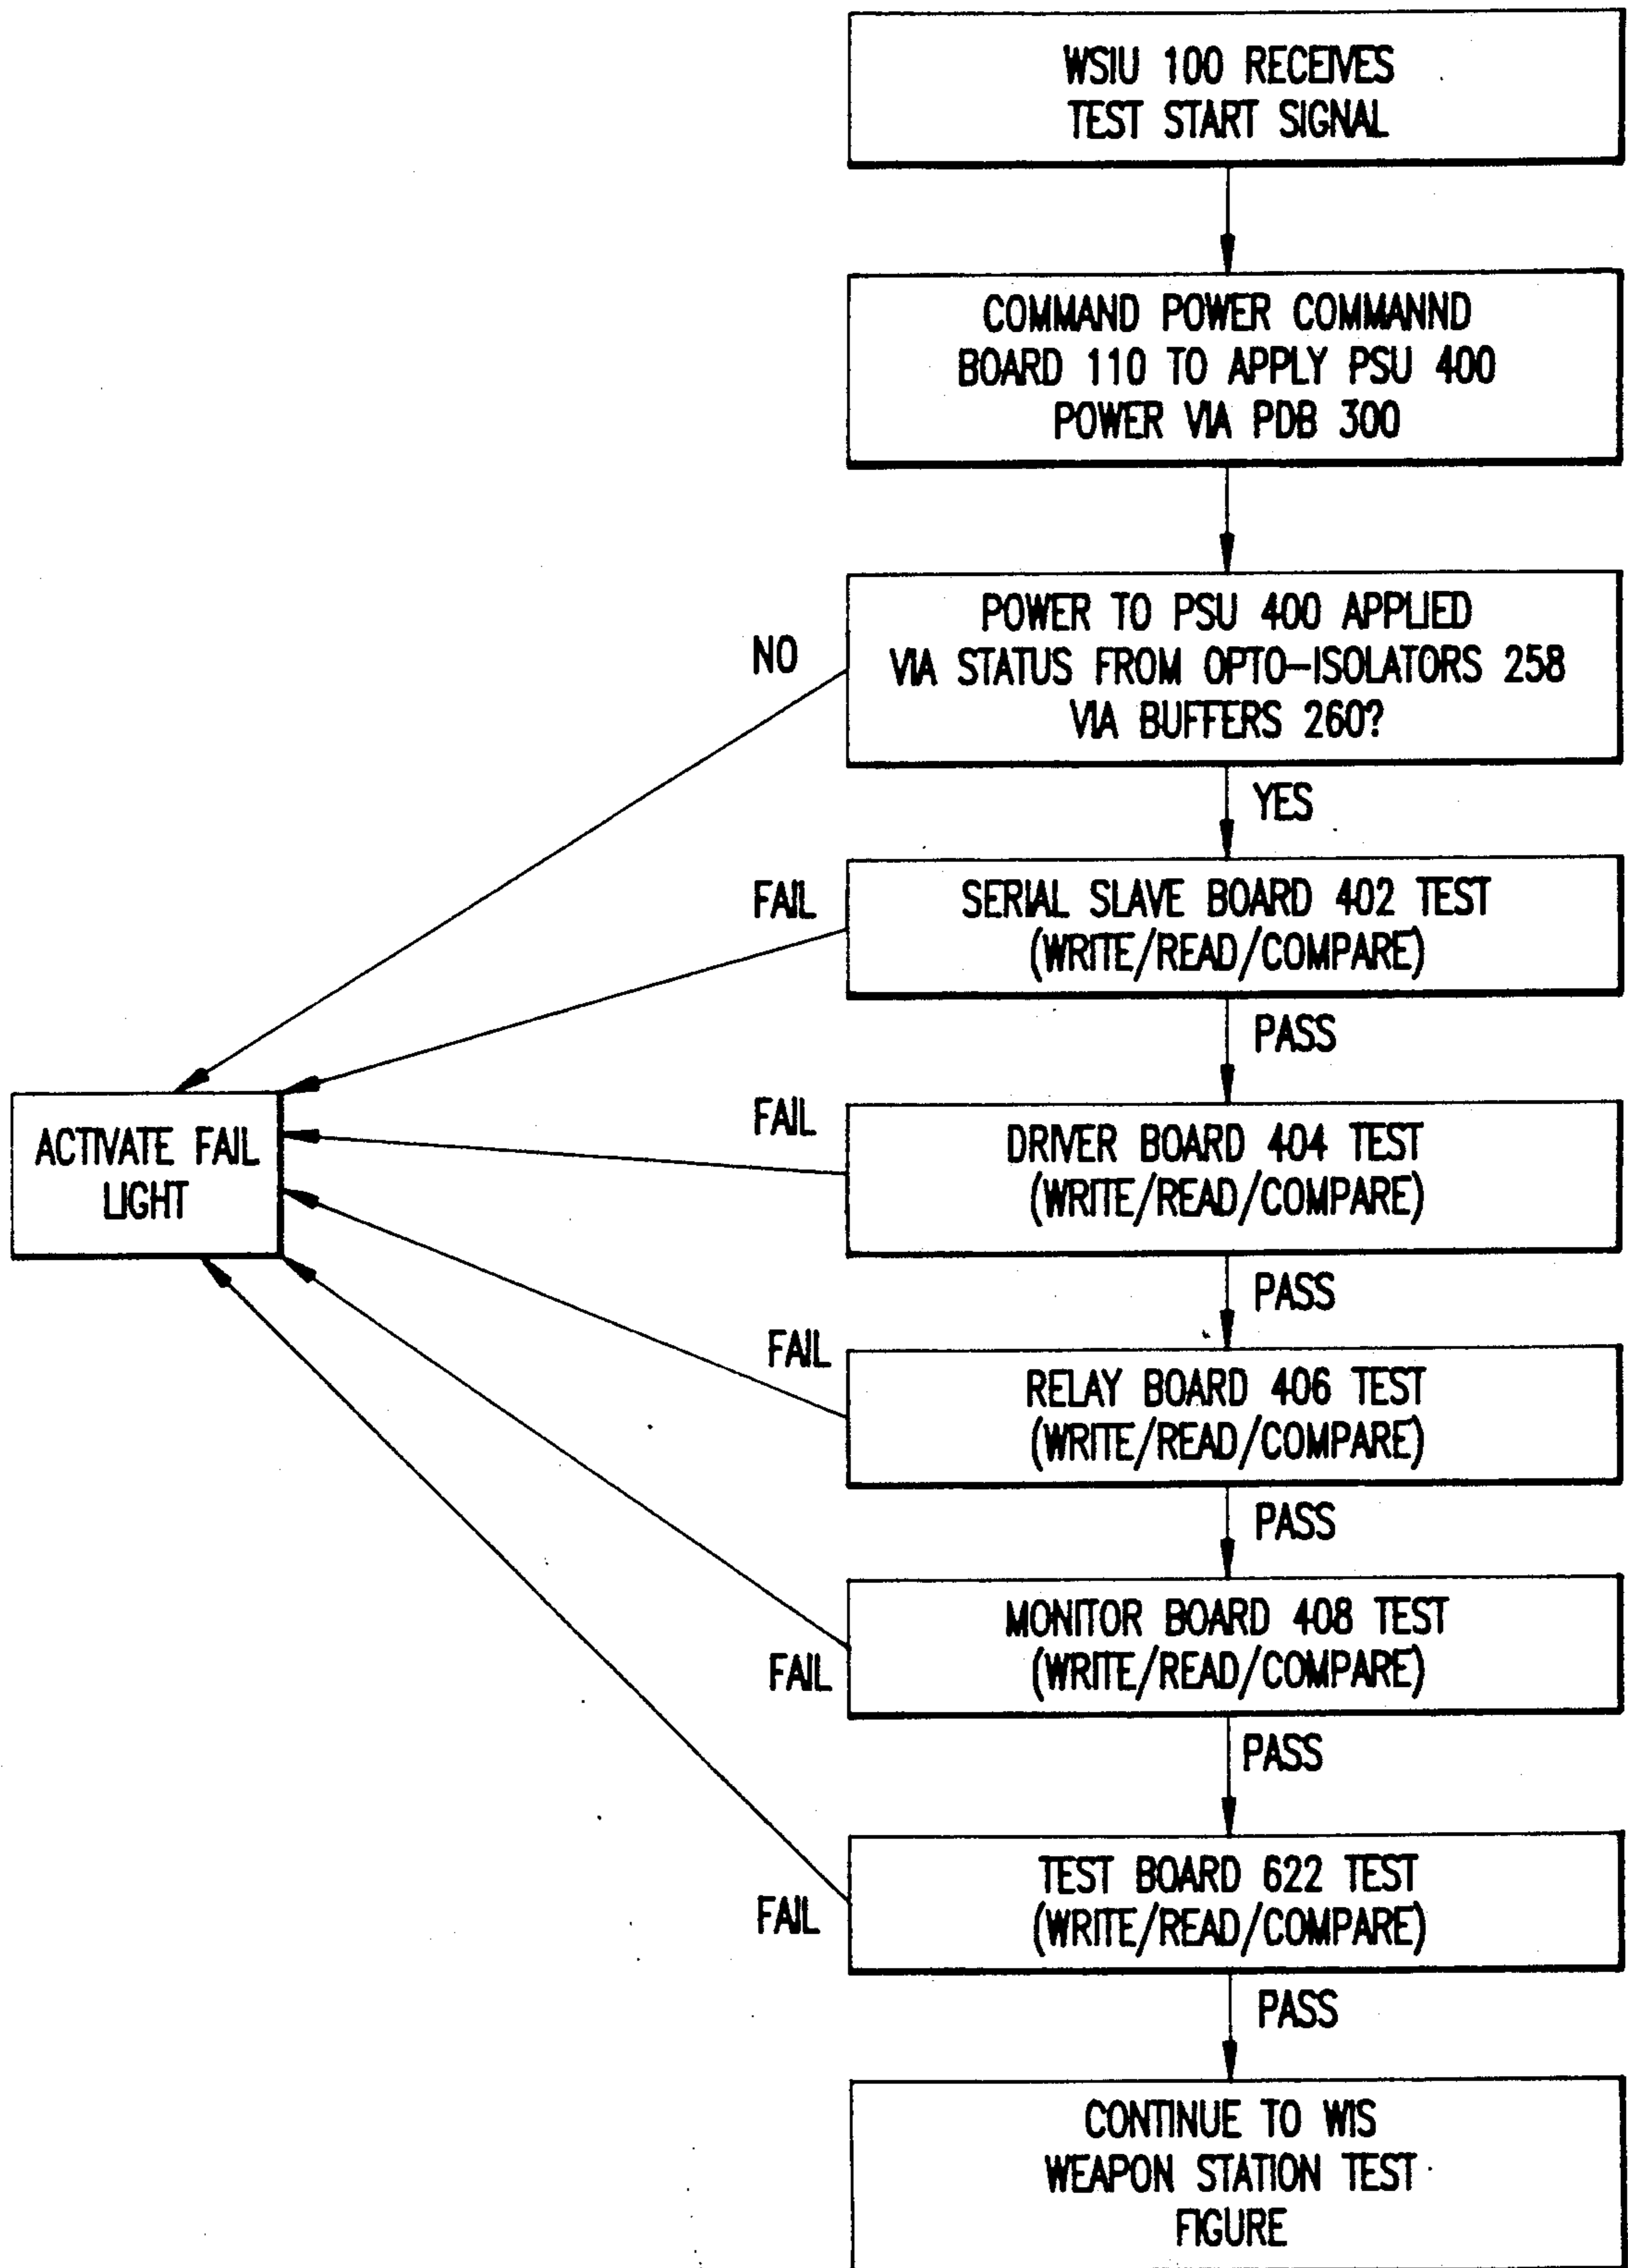 WSIU 100 RECEIVES
TEST START SIGNAL
COMMAND POWER COMMANND
BOARD 110 TO APPLY PSU 400
POWER VIA PDB 300
POWER TO PSU 400 APPLIED
VIA STATUS FROM OPTO-ISOLATORS 258
VIA BUFFERS 260?
NO
YES
SERIAL SLAVE BOARD 402 TEST
(WRITE/READ/COMPARE)
FAIL
PASS
DRIVER BOARD 404 TEST
(WRITE/READ/COMPARE)
FAIL
ACTIVATE FAIL
LIGHT
PASS
RELAY BOARD 406 TEST
(WRITE/READ/COMPARE)
FAIL
PASS
MONITOR BOARD 408 TEST
(WRITE/READ/COMPARE)
FAIL
PASS
TEST BOARD 622 TEST
(WRITE/READ/COMPARE)
FAIL
PASS
CONTINUE TO WIS
WEAPON STATION TEST
FIGURE